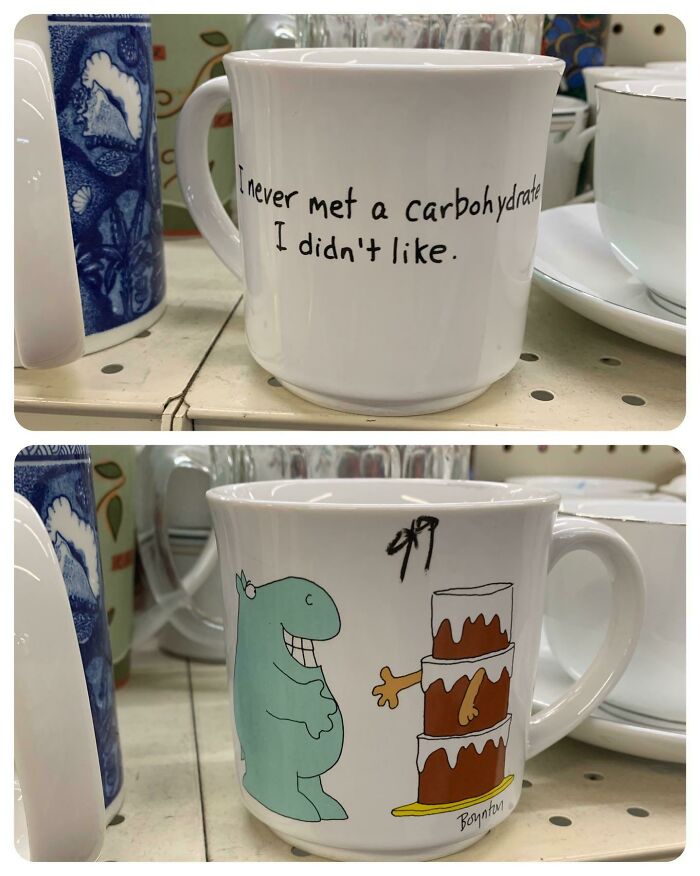 I never met a carbohydrate
I didn't like.
99
Boynton